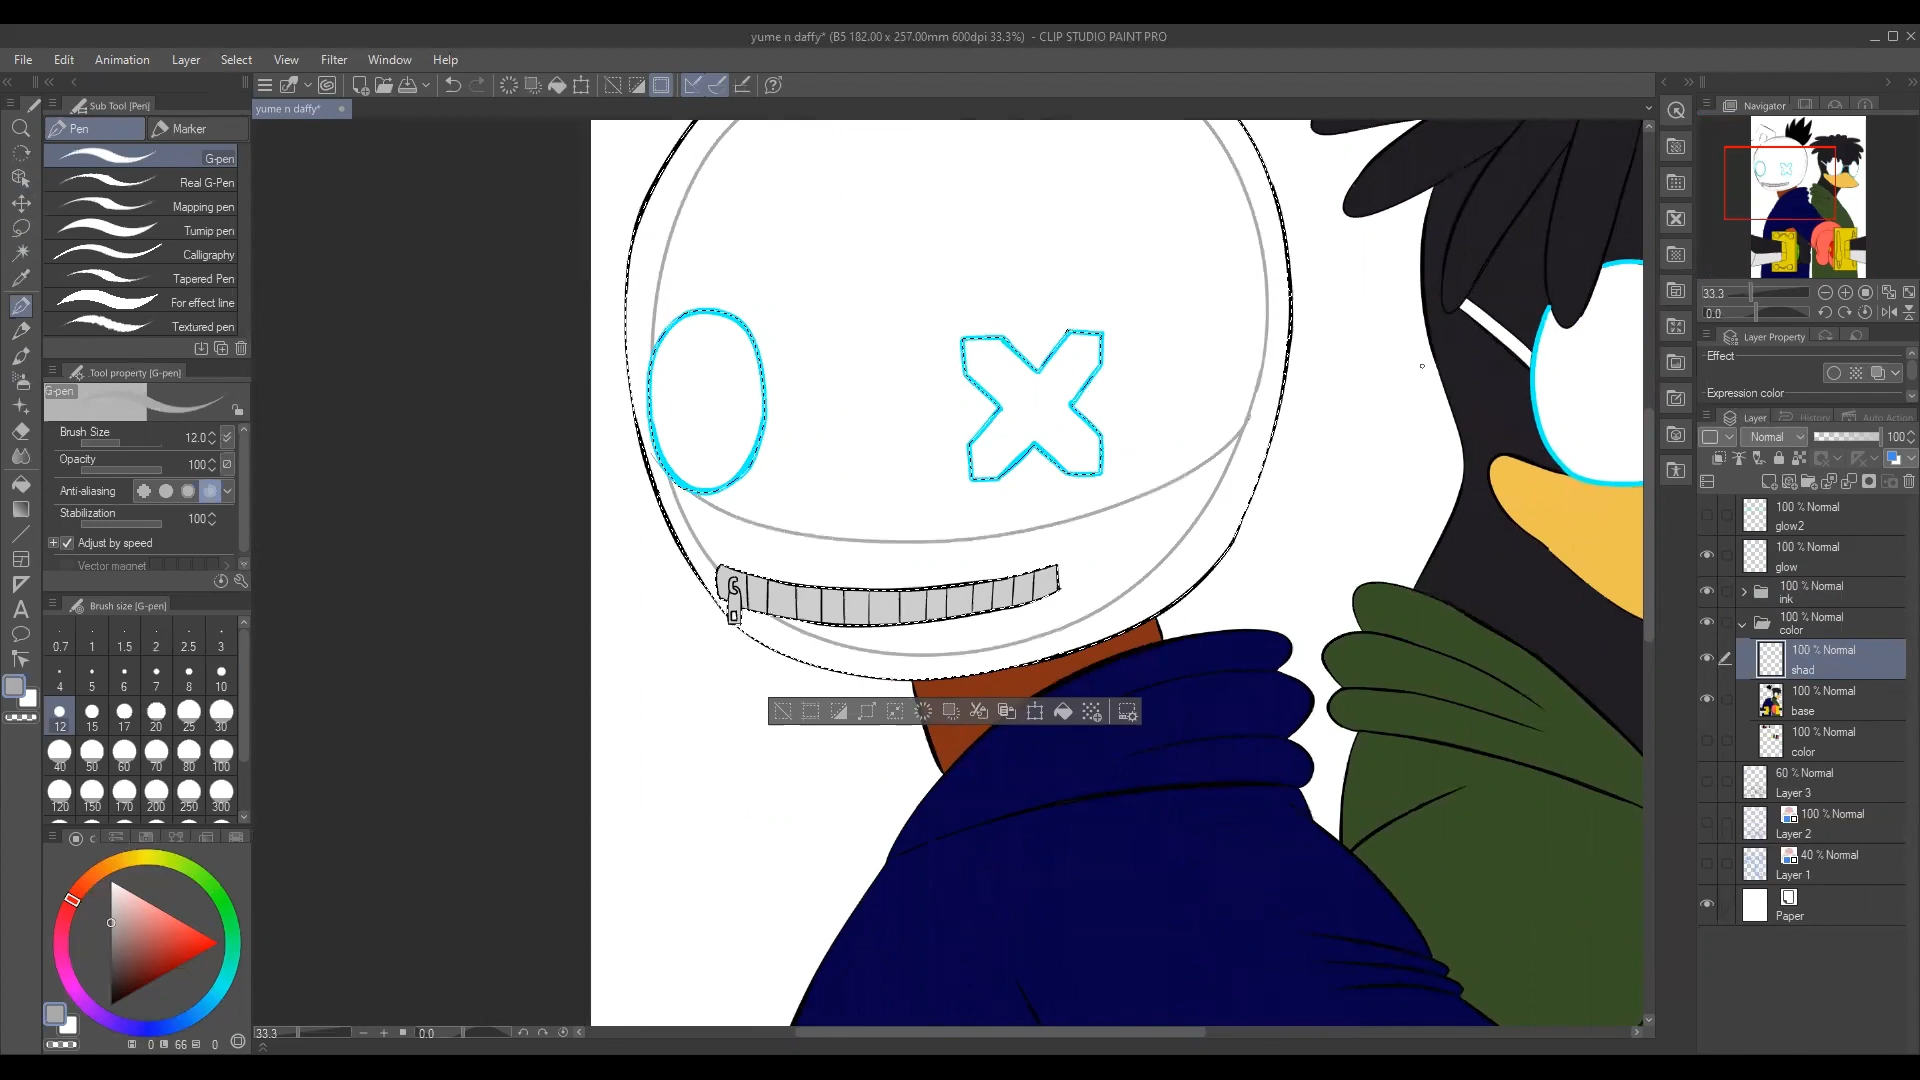 yume n daffy* (B5 182.00 x 257.00mm 600dpi 33.3%) - CLIP STUDIO PAINT PRO
File Edit Animation Layer Select View Filter Window Help
Sub Tool [Pen]
yume n daffy*
Navigator
Pen Marker
G-pen
Real G-Pen
Mapping pen
Turnip pen
Calligraphy
Tapered Pen
For effect line
Textured pen
33.3
0.0
Layer Property
Effect
Expression color
Tool property [G-pen]
G-pen
Brush Size 12.0
Opacity 100
Anti-aliasing
Stabilization 100
Adjust by speed
Vector magnet
Layer History Auto Action
Normal 100
100 % Normal
glow2
100 % Normal
glow
100 % Normal
ink
100 % Normal
color
100 % Normal
shad
100 % Normal
base
100 % Normal
color
60 % Normal
Layer 3
100 % Normal
Layer 2
40 % Normal
Layer 1
Paper
Brush size [G-pen]
0.7 1 1.5 2 2.5 3
4 5 6 7 8 10
12 15 17 20 25 30
40 50 60 70 80 100
120 150 170 200 250 300
0 66 0
33.3 0.0